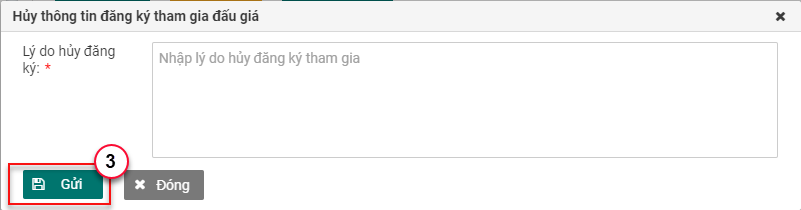 Hủy thông tin đăng ký tham gia đấu giá
Lý do hủy đăng
ký: *
Nhập lý do hủy đăng ký tham gia
3
Gửi
Đóng